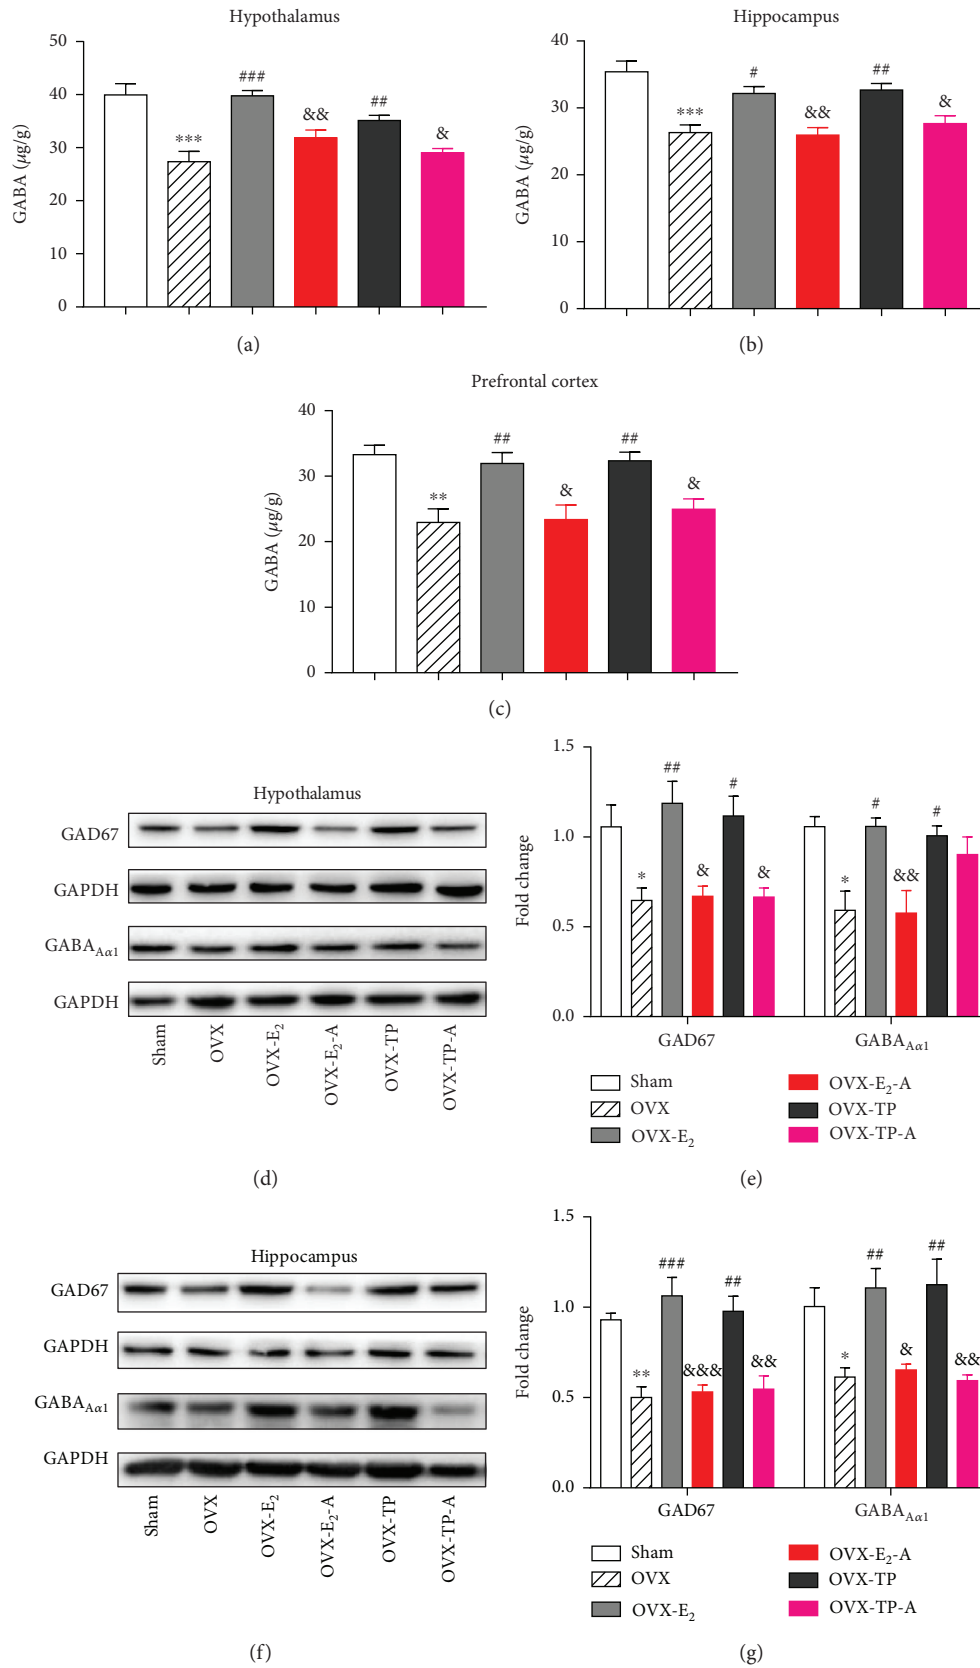 Hypothalamus
GABA (μg/g)
50
40
30
20
10
0
***
###
&&
##
&
(a)
Hippocampus
GABA (μg/g)
40
30
20
10
0
***
#
&&
##
&
(b)
Prefrontal cortex
GABA (μg/g)
40
30
20
10
0
**
##
&
##
&
(c)
Hypothalamus
GAD67
GAPDH
GABA_Aα1
GAPDH
Sham
OVX
OVX-E₂
OVX-E₂-A
OVX-TP
OVX-TP-A
(d)
Fold change
1.5
1.0
0.5
0.0
*
##
&
#
&
*
#
&&
#
GAD67
GABA_Aα1
Sham
OVX
OVX-E₂
OVX-E₂-A
OVX-TP
OVX-TP-A
(e)
Hippocampus
GAD67
GAPDH
GABA_Aα1
GAPDH
Sham
OVX
OVX-E₂
OVX-E₂-A
OVX-TP
OVX-TP-A
(f)
Fold change
1.5
1.0
0.5
0.0
**
###
&&&
##
&&
*
##
&
##
&&
GAD67
GABA_Aα1
Sham
OVX
OVX-E₂
OVX-E₂-A
OVX-TP
OVX-TP-A
(g)